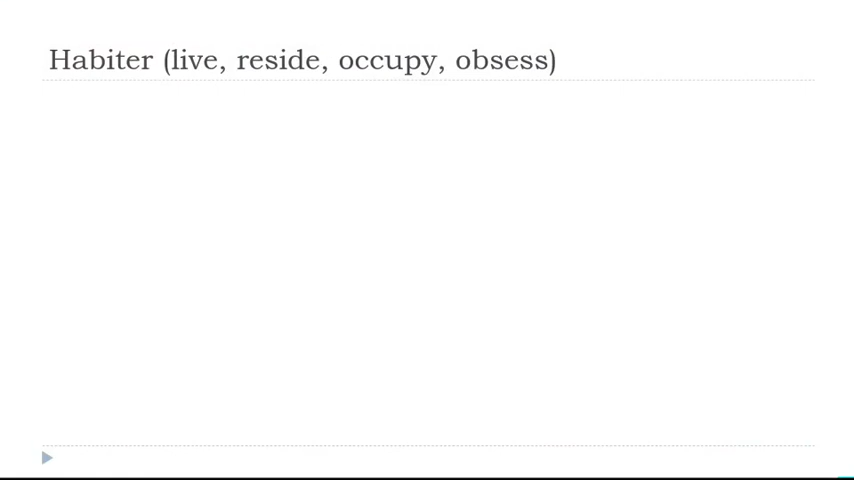 Habiter (live, reside, occupy, obsess)